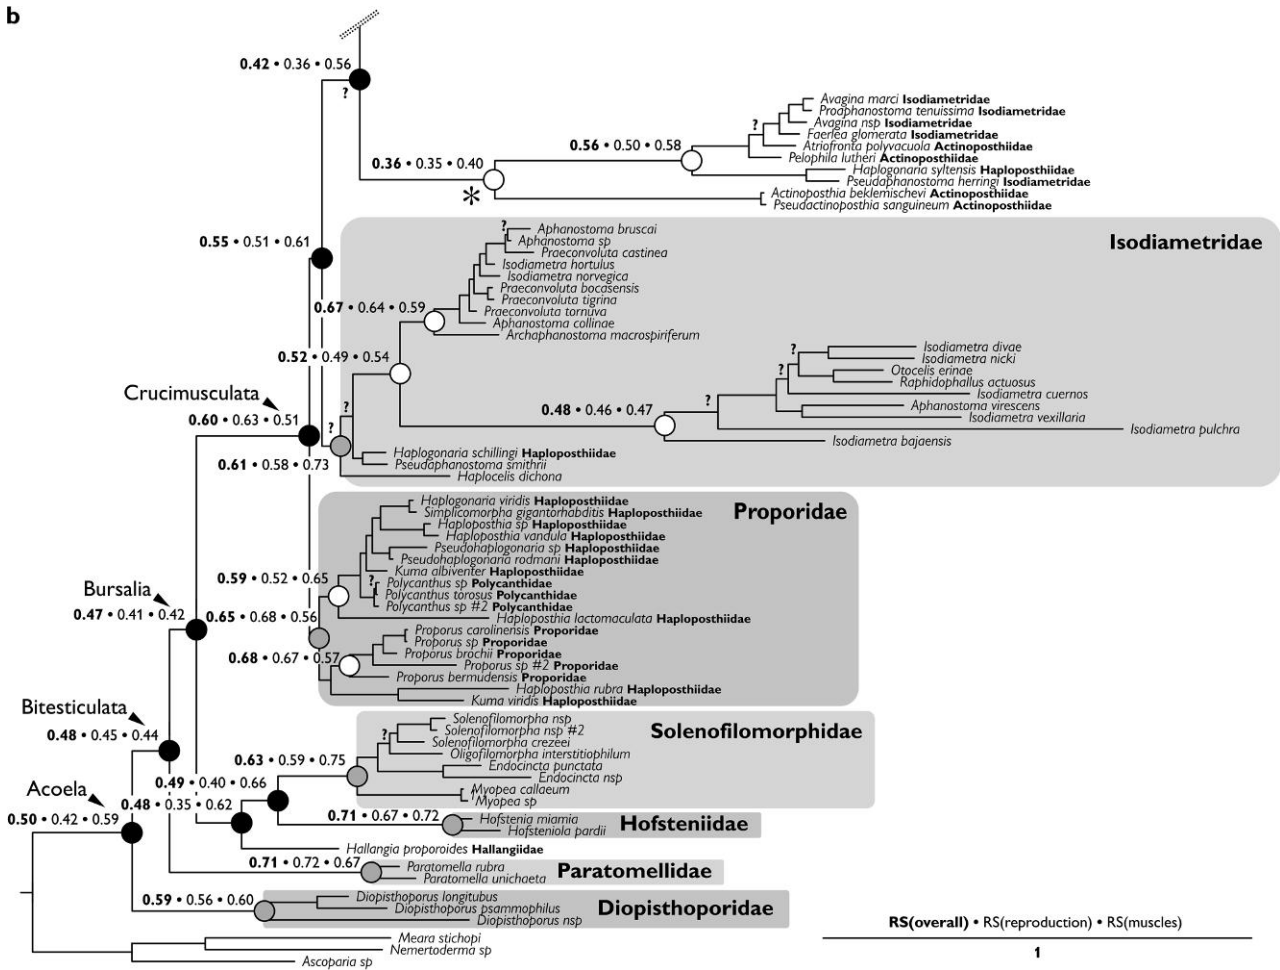 b
0.42 • 0.36 • 0.56
?
Avagina marci Isodiametridae
Proaphanostoma tenuissima Isodiametridae
Avagina nsp Isodiametridae
?
Faerlea glomerata Isodiametridae
Atriofronta polyvacuola Actinoposthiidae
0.56 • 0.50 • 0.58
Pelophila lutheri Actinoposthiidae
0.36 • 0.35 • 0.40
Haplogonaria syltensis Haploposthiidae
Pseudaphanostoma herringi Isodiametridae
*
Actinoposthia beklemischevi Actinoposthiidae
Pseudactinoposthia sanguineum Actinoposthiidae
?
Aphanostoma bruscai
0.55 • 0.51 • 0.61
Aphanostoma sp
Isodiametridae
Praeconvoluta castinea
Isodiametra hortulus
Isodiametra norvegica
Praeconvoluta bocasensis
Praeconvoluta tigrina
0.67 • 0.64 • 0.59
Praeconvoluta tornuva
Aphanostoma collinae
Archaphanostoma macrospiriferum
0.52 • 0.49 • 0.54
?
Isodiametra divae
Isodiametra nicki
?
Otocelis erinae
Raphidophallus actuosus
Crucimusculata
?
Isodiametra cuernos
?
0.48 • 0.46 • 0.47
Aphanostoma virescens
0.60 • 0.63 • 0.51
Isodiametra vexillaria
?
Isodiametra pulchra
Isodiametra bajaensis
Haplogonaria schillingi Haploposthiidae
0.61 • 0.58 • 0.73
Pseudaphanostoma smithrii
Haplocelis dichona
Haplogonaria viridis Haploposthiidae
Simplicomorpha gigantorhabditis Haploposthiidae
Proporidae
Haploposthia sp Haploposthiidae
Haploposthia vandula Haploposthiidae
Pseudohaplogonaria sp Haploposthiidae
Pseudohaplogonaria rodmani Haploposthiidae
Kuma albiventer Haploposthiidae
0.59 • 0.52 • 0.65
?
Polycanthus sp Polycanthidae
Bursalia
Polycanthus torosus Polycanthidae
Polycanthus sp #2 Polycanthidae
0.47 • 0.41 • 0.42
0.65 • 0.68 • 0.56
Haploposthia lactomaculata Haploposthiidae
Proporus carolinensis Proporidae
Proporus sp Proporidae
Proporus brochii Proporidae
0.68 • 0.67 • 0.57
Proporus sp #2 Proporidae
Proporus bermudensis Proporidae
Haploposthia rubra Haploposthiidae
Kuma viridis Haploposthiidae
Bitesticulata
Solenofilomorpha nsp
Solenofilomorpha nsp #2
Solenofilomorphidae
0.48 • 0.45 • 0.44
?
Solenofilomorpha crezeei
Oligofilomorpha interstitiophilum
0.63 • 0.59 • 0.75
Endocincta punctata
Endocincta nsp
0.49 • 0.40 • 0.66
Acoela
Myopea callaeum
Myopea sp
0.48 • 0.35 • 0.62
0.50 • 0.42 • 0.59
0.71 • 0.67 • 0.72
Hofstenia miamia
Hofsteniola pardii
Hofsteniidae
Hallangia proporoides Hallangiidae
0.71 • 0.72 • 0.67
Paratomella rubra
Paratomella unichaeta
Paratomellidae
0.59 • 0.56 • 0.60
Diopisthoporus longitubus
Diopisthoporus psammophilus
Diopisthoporidae
Diopisthoporus nsp
RS(overall) • RS(reproduction) • RS(muscles)
Meara stichopi
Nemertoderma sp
1
Ascoparia sp